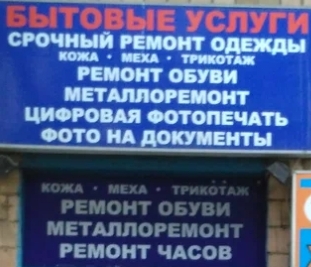 БЫТОВЫЕ УСЛУГИ
СРОЧНЫЙ РЕМОНТ ОДЕЖДЫ
КОЖА • МЕХА • ТРИКОТАЖ
РЕМОНТ ОБУВИ
МЕТАЛЛОРЕМОНТ
ЦИФРОВАЯ ФОТОПЕЧАТЬ
ФОТО НА ДОКУМЕНТЫ
КОЖА • МЕХА • ТРИКОТАЖ
РЕМОНТ ОБУВИ
МЕТАЛЛОРЕМОНТ
РЕМОНТ ЧАСОВ